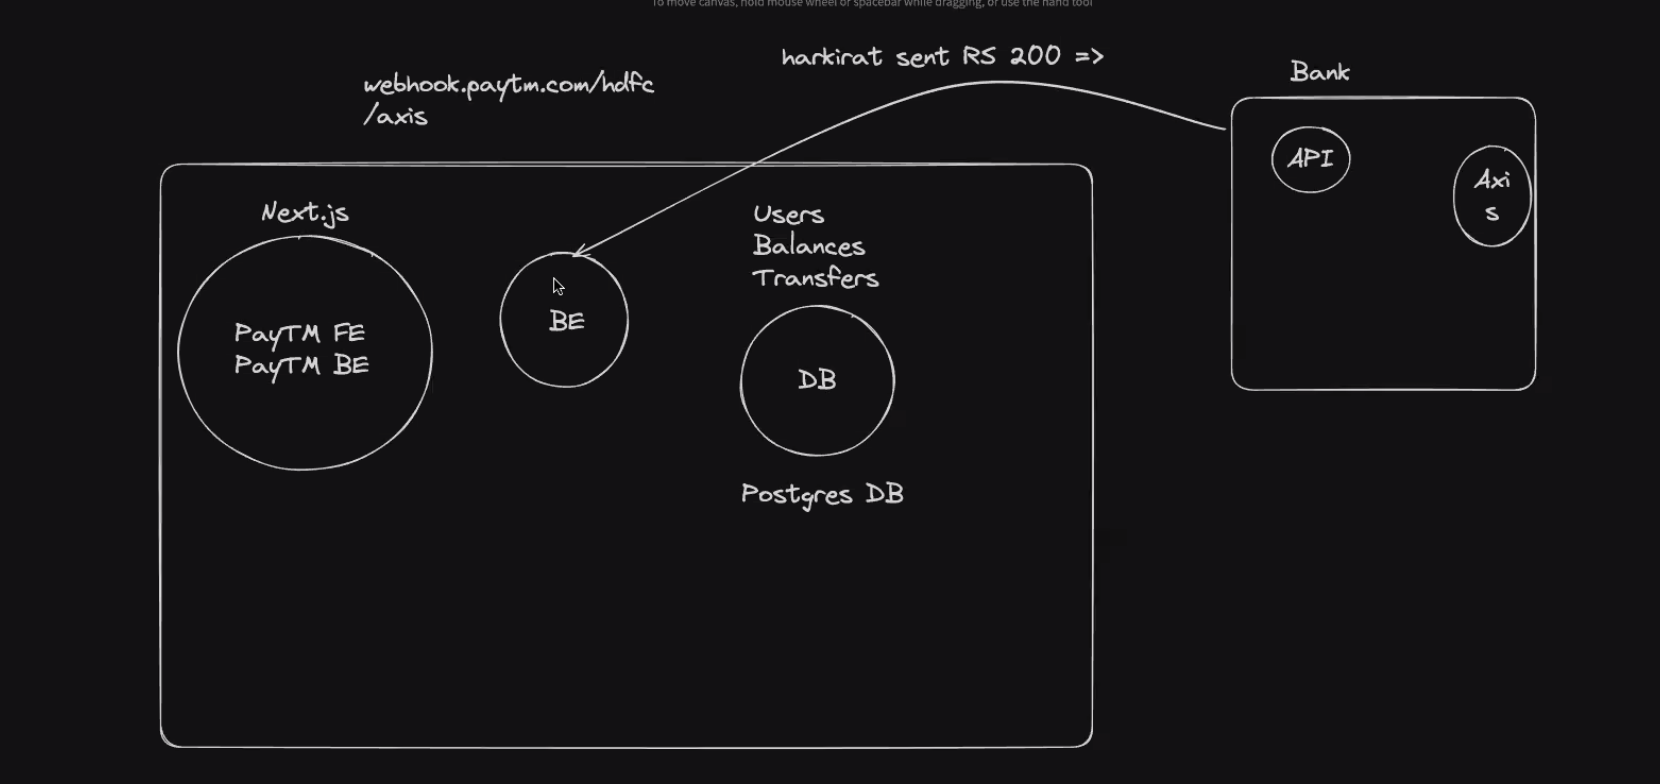 To move canvas, hold mouse wheel or spacebar while dragging, or use the hand tool
harkirat sent RS 200 =>
Bank
webhook.paytm.com/hdfc
/axis
API
Axi
s
Next.js
Users
Balances
Transfers
PayTM FE
PayTM BE
BE
DB
Postgres DB